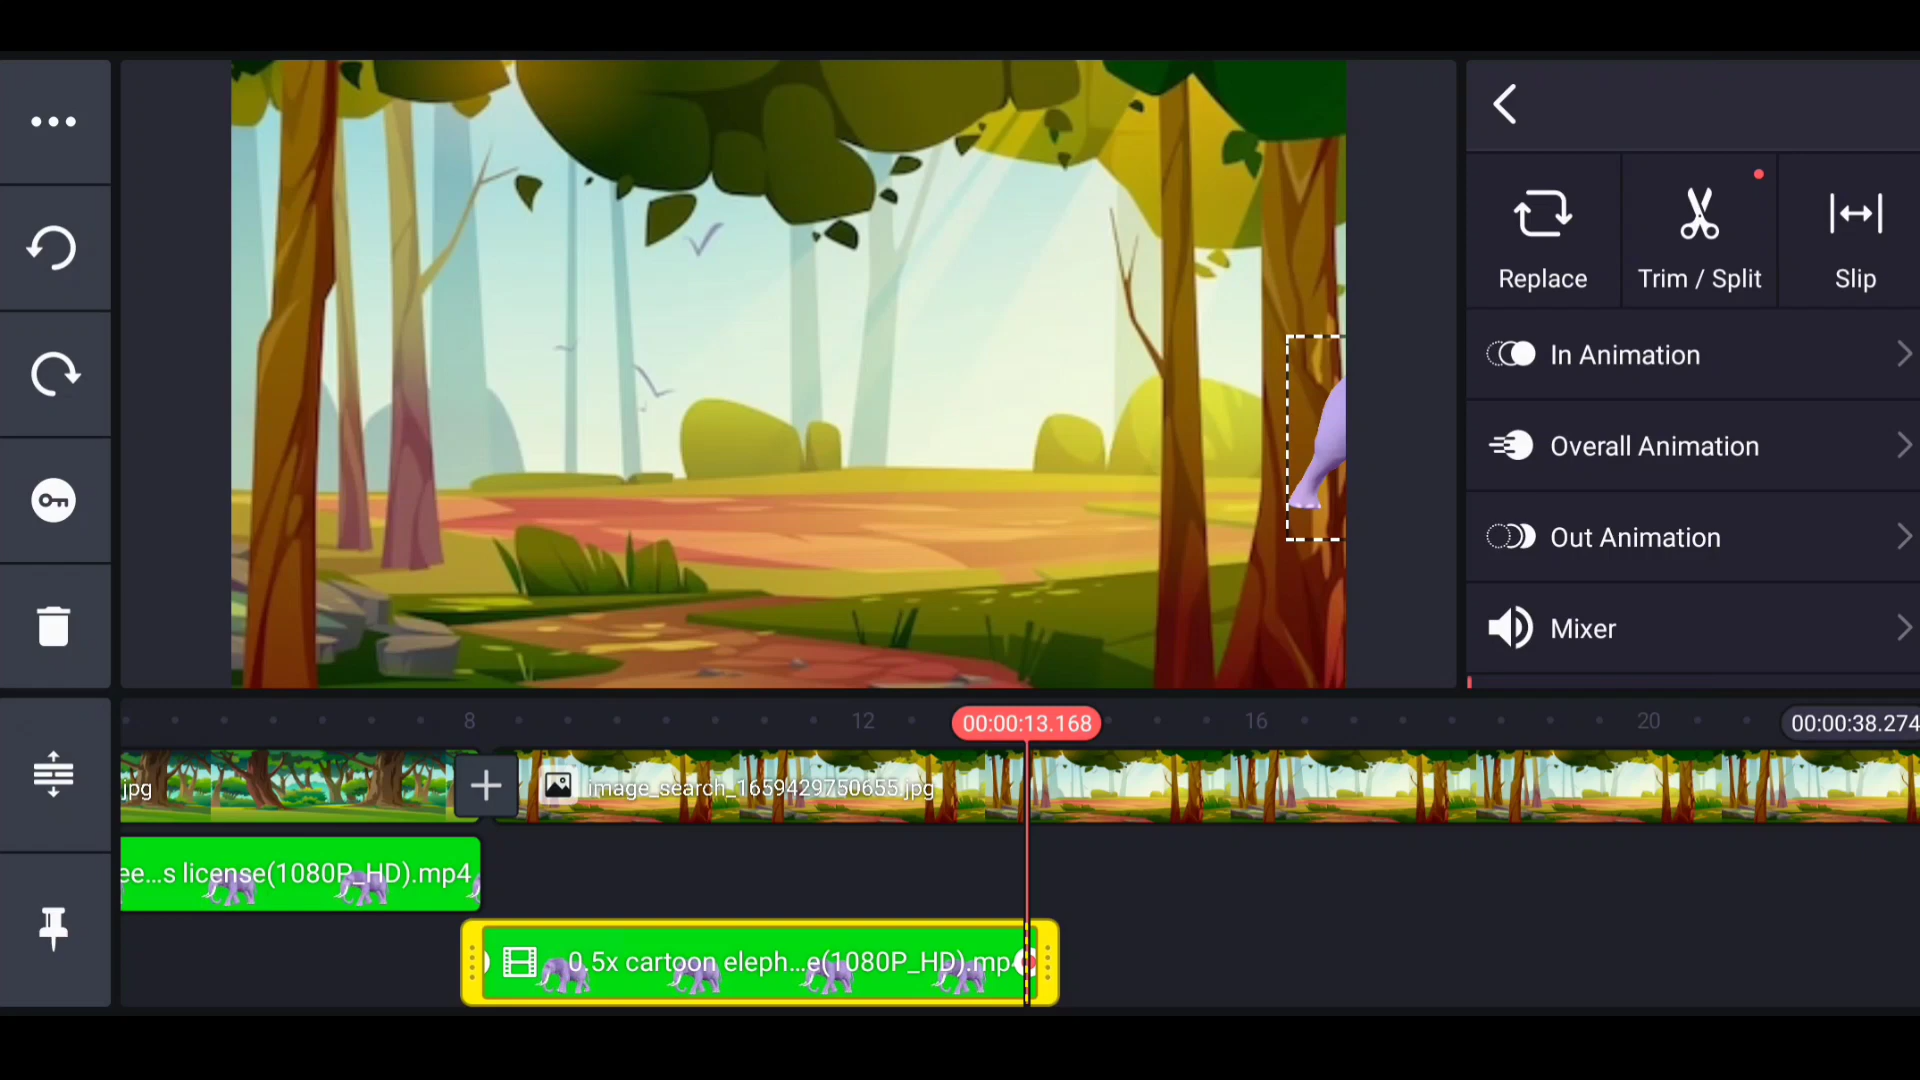 Replace
Trim / Split
Slip
In Animation
Overall Animation
Out Animation
Mixer
8
12
00:00:13.168
16
20
00:00:38.274
jpg
image_search_1659429750655.jpg
ee...s license(1080P_HD).mp4
0.5x cartoon eleph...e(1080P_HD).mp4